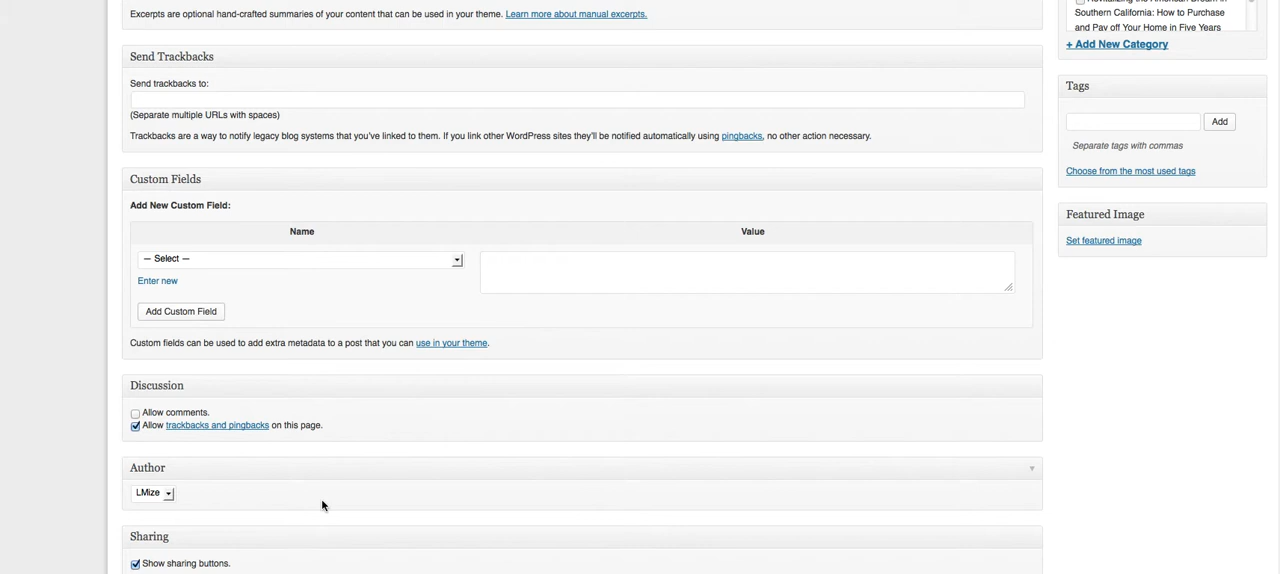 Excerpts are optional hand-crafted summaries of your content that can be used in your theme. Learn more about manual excerpts.
Send Trackbacks
Send trackbacks to:
(Separate multiple URLs with spaces)
Trackbacks are a way to notify legacy blog systems that you've linked to them. If you link other WordPress sites they'll be notified automatically using pingbacks, no other action necessary.
Custom Fields
Add New Custom Field:
Name Value
— Select —
Enter new
Add Custom Field
Custom fields can be used to add extra metadata to a post that you can use in your theme.
Discussion
Allow comments.
Allow trackbacks and pingbacks on this page.
Author
LMize
Sharing
Show sharing buttons.
Revitalizing the American Dream in
Southern California: How to Purchase
and Pay off Your Home in Five Years
+ Add New Category
Tags
Add
Separate tags with commas
Choose from the most used tags
Featured Image
Set featured image